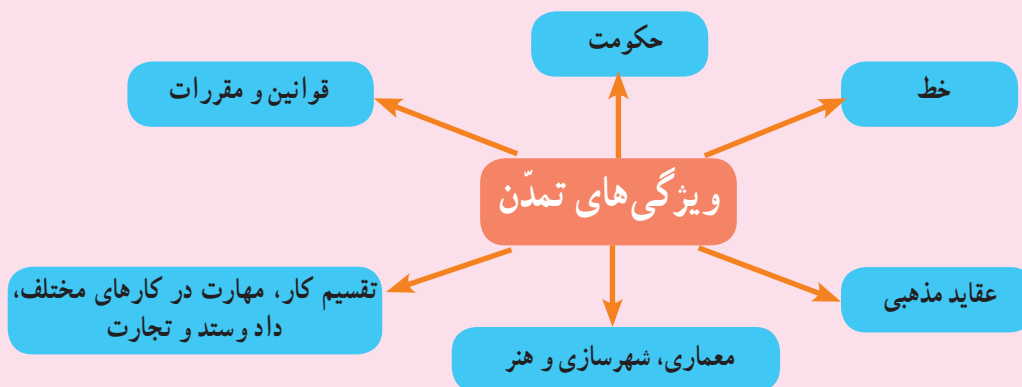 حکومت
خط
قوانین و مقررات
ویژگی‌های تمدّن
عقاید مذهبی
تقسیم کار، مهارت در کارهای مختلف،
داد وستد و تجارت
معماری، شهرسازی و هنر